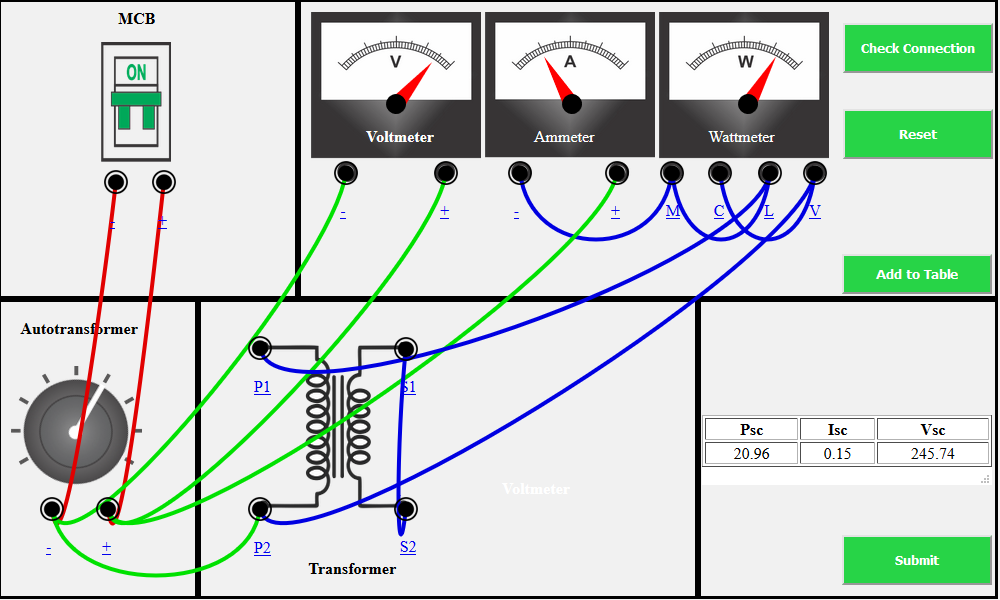 MCB
ON
- +
V
Voltmeter
A
Ammeter
W
Wattmeter
- + - + M C L V
Check Connection
Reset
Add to Table
Autotransformer
- +
P1 S1
P2 S2
Voltmeter
Transformer
Psc Isc Vsc
20.96 0.15 245.74
Submit